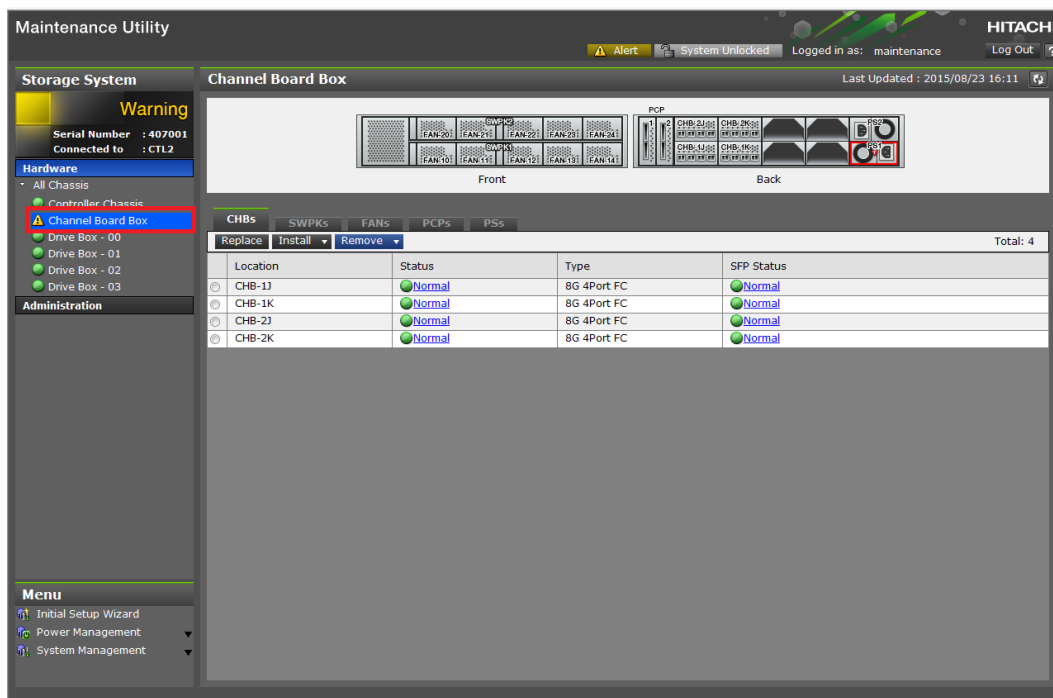 Maintenance Utility
HITACH
Alert
System Unlocked
Logged in as: maintenance
Log Out
?
Storage System
Warning
Serial Number : 407001
Connected to : CTL2
Hardware
All Chassis
Controller Chassis
Channel Board Box
Drive Box - 00
Drive Box - 01
Drive Box - 02
Drive Box - 03
Administration
Channel Board Box
Last Updated : 2015/08/23 16:11
PCP
SWPK2
FAN-20 FAN-21 FAN-22 FAN-23 FAN-24
SWPK1
FAN-10 FAN-11 FAN-12 FAN-13 FAN-14
1 2 CHB-2J CHB-2K PS2
CHB-1J CHB-1K PS1
Front Back
CHBs SWPKs FANs PCPs PSs
Replace Install Remove Total: 4
Location Status Type SFP Status
CHB-1J Normal 8G 4Port FC Normal
CHB-1K Normal 8G 4Port FC Normal
CHB-2J Normal 8G 4Port FC Normal
CHB-2K Normal 8G 4Port FC Normal
Menu
Initial Setup Wizard
Power Management
System Management